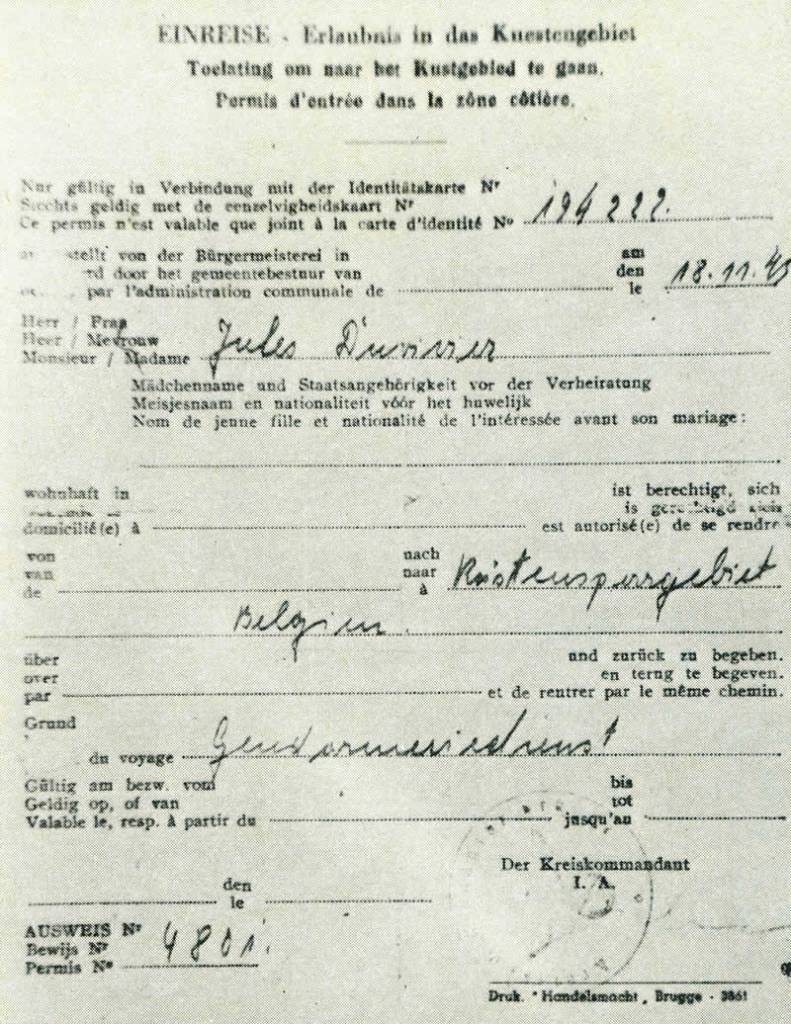 EINREISE - Erlaubnis in das Kuestengebiet
Toelating om naar het Kustgebied te gaan.
Permis d'entrée dans la zône côtière.
Nur gültig in Verbindung mit der Identitätskarte Nr
Slechts geldig met de eenzelvigheidskaart Nr
Ce permis n'est valable que joint à la carte d'identité No 194222.
stellt von der Bürgermeisterei in am
rd door het gemeentebestuur van den 18.11.43
par l'administration communale de le
Herr / Frau
Heer / Mevrouw
Monsieur / Madame Jules Duvivier
Mädchenname und Staatsangehörigkeit vor der Verheiratung
Meisjesnaam en nationaliteit vóór het huwelijk
Nom de jeune fille et nationalité de l'intéressée avant son mariage:
wohnhaft in ist berechtigt, sich
is gerechtigd zich
domicilié(e) à est autorisé(e) de se rendre
von nach
van naar Küstensperrgebiet
de à
Belgien.
über und zurück zu begeben.
over en terug te begeven.
par et de rentrer par le même chemin.
Grund
du voyage Gendarmeriedienst
Gültig am bezw. vom bis
Geldig op, of van tot
Valable le, resp. à partir du jusqu'au
Der Kreiskommandant
I. A.
den
le
AUSWEIS Nr
Bewijs Nr 4801.
Permis No
Druk. "Handelsmacht, Brugge - 3861